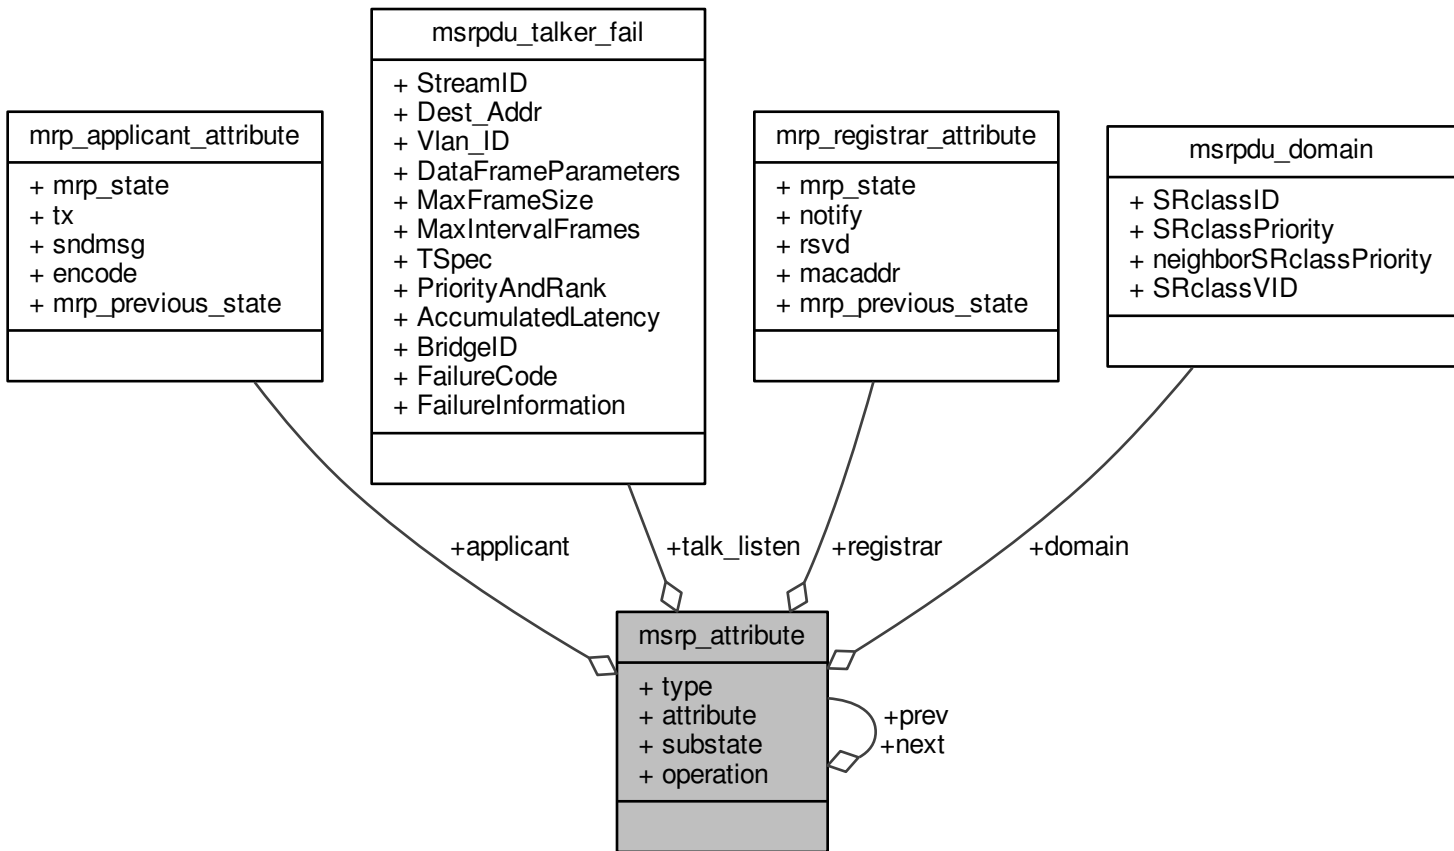 msrpdu_talker_fail
+ StreamID
+ Dest_Addr
+ Vlan_ID
+ DataFrameParameters
+ MaxFrameSize
+ MaxIntervalFrames
+ TSpec
+ PriorityAndRank
+ AccumulatedLatency
+ BridgeID
+ FailureCode
+ FailureInformation
mrp_applicant_attribute
+ mrp_state
+ tx
+ sndmsg
+ encode
+ mrp_previous_state
mrp_registrar_attribute
+ mrp_state
+ notify
+ rsvd
+ macaddr
+ mrp_previous_state
msrpdu_domain
+ SRclassID
+ SRclassPriority
+ neighborSRclassPriority
+ SRclassVID
+applicant
+talk_listen
+registrar
+domain
msrp_attribute
+ type
+ attribute
+ substate
+ operation
+prev
+next